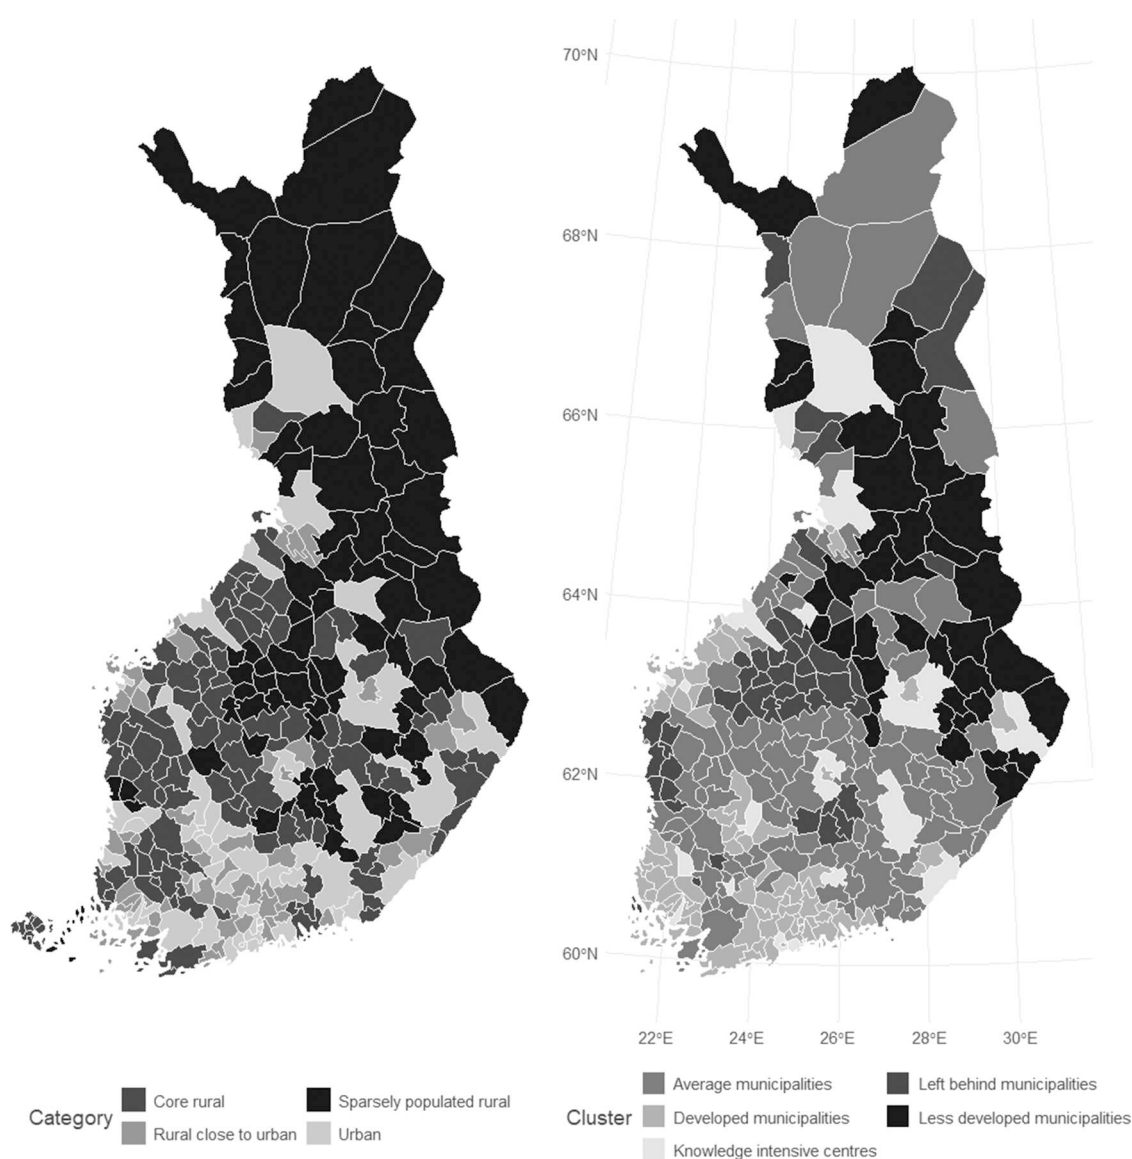 70°N
68°N
66°N
64°N
62°N
60°N
22°E 24°E 26°E 28°E 30°E
Category
Core rural
Sparsely populated rural
Rural close to urban
Urban
Cluster
Average municipalities
Left behind municipalities
Developed municipalities
Less developed municipalities
Knowledge intensive centres